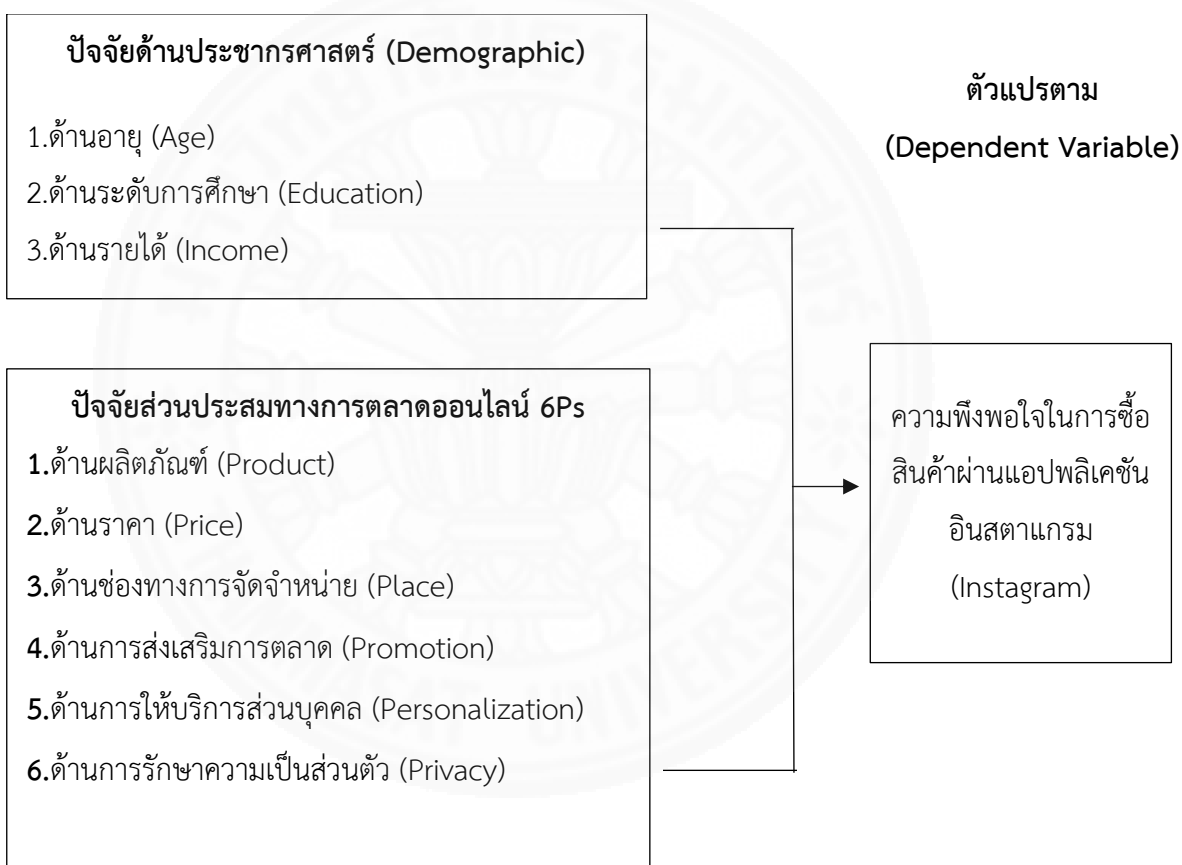 ปัจจัยด้านประชากรศาสตร์ (Demographic)
1.ด้านอายุ (Age)
2.ด้านระดับการศึกษา (Education)
3.ด้านรายได้ (Income)
ปัจจัยส่วนประสมทางการตลาดออนไลน์ 6Ps
1.ด้านผลิตภัณฑ์ (Product)
2.ด้านราคา (Price)
3.ด้านช่องทางการจัดจำหน่าย (Place)
4.ด้านการส่งเสริมการตลาด (Promotion)
5.ด้านการให้บริการส่วนบุคคล (Personalization)
6.ด้านการรักษาความเป็นส่วนตัว (Privacy)
ตัวแปรตาม
(Dependent Variable)
ความพึงพอใจในการซื้อ
สินค้าผ่านแอปพลิเคชัน
อินสตาแกรม
(Instagram)